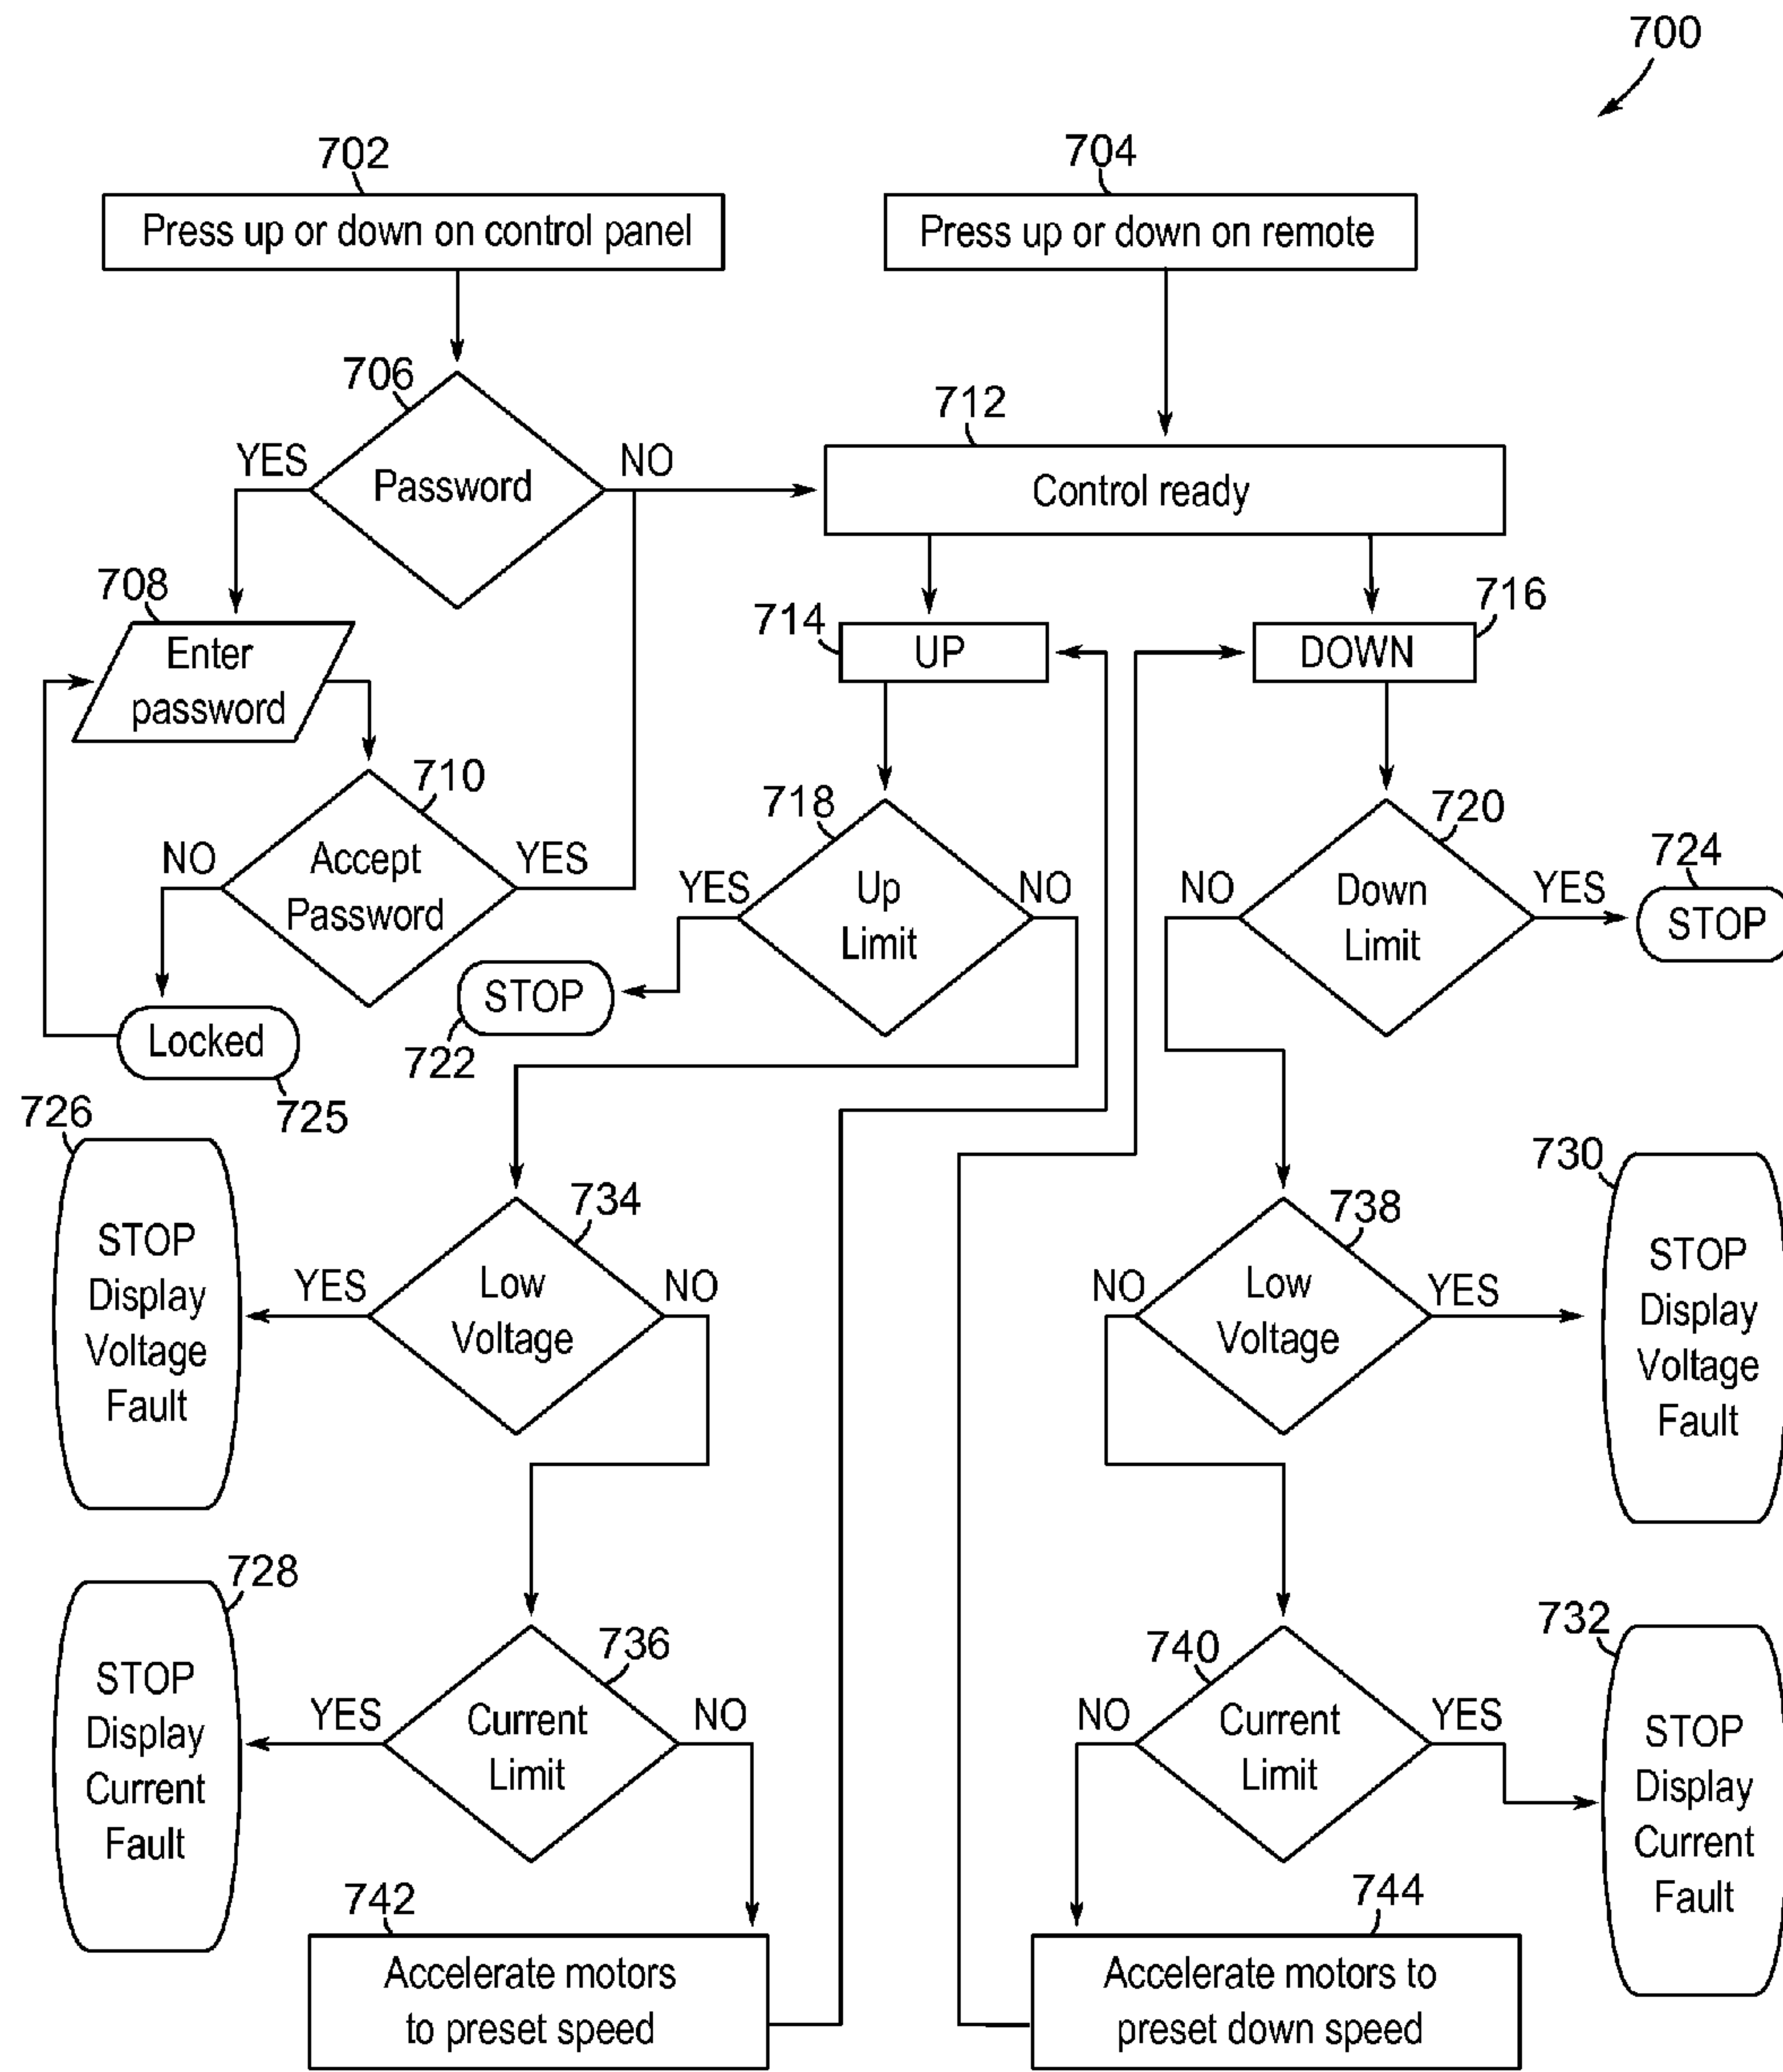 700
702
704
Press up or down on control panel
Press up or down on remote
706
712
YES
NO
Password
Control ready
708
714
716
Enter
password
UP
DOWN
710
718
720
724
NO
Accept
Password
YES
YES
Up
Limit
NO
NO
Down
Limit
YES
STOP
STOP
722
Locked
725
726
730
734
738
STOP
Display
Voltage
Fault
YES
Low
Voltage
NO
NO
Low
Voltage
YES
STOP
Display
Voltage
Fault
728
732
736
740
STOP
Display
Current
Fault
YES
Current
Limit
NO
NO
Current
Limit
YES
STOP
Display
Current
Fault
742
744
Accelerate motors
to preset speed
Accelerate motors to
preset down speed